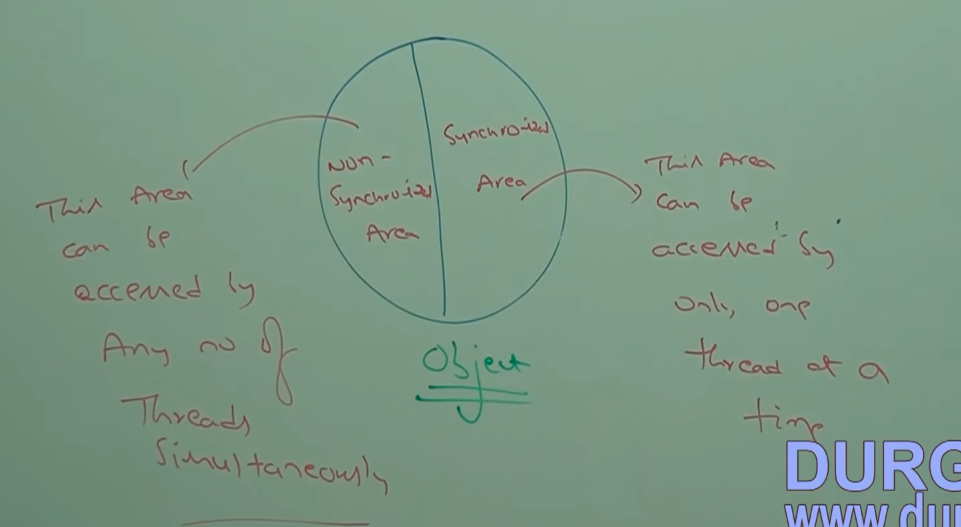 This Area
can be
accessed by
Any no of
Threads
Simultaneously
Non-
Synchronized
Area
Synchronized
Area
Object
This Area
can be
accessed by
only one
thread at a
time
DURG
www.du